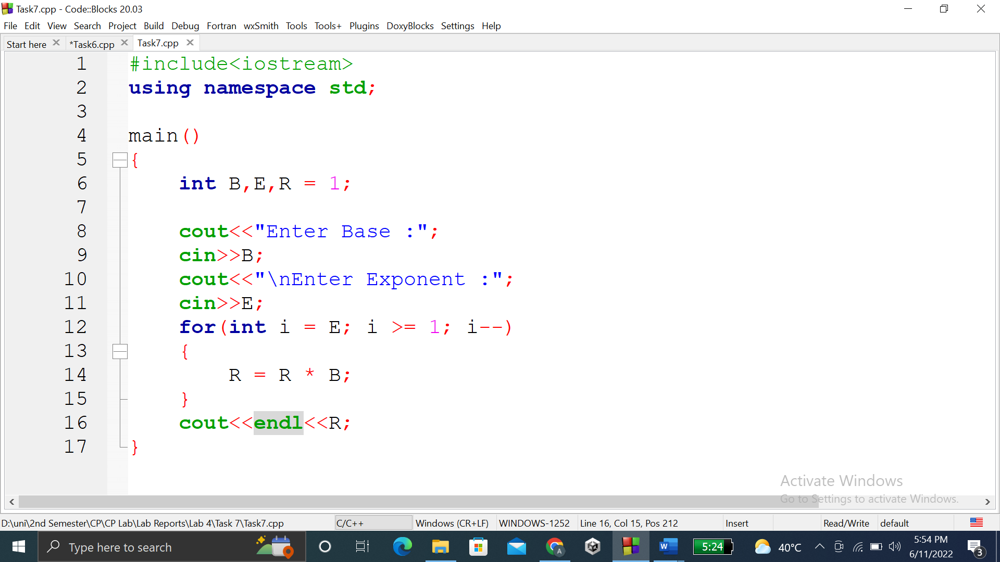 Task7.cpp - Code::Blocks 20.03
File Edit View Search Project Build Debug Fortran wxSmith Tools Tools+ Plugins DoxyBlocks Settings Help
Start here *Task6.cpp Task7.cpp
1 #include<iostream>
2 using namespace std;
3
4 main()
5 {
6 int B,E,R = 1;
7
8 cout<<"Enter Base :";
9 cin>>B;
10 cout<<"\nEnter Exponent :";
11 cin>>E;
12 for(int i = E; i >= 1; i--)
13 {
14 R = R * B;
15 }
16 cout<<endl<<R;
17 }
Activate Windows
Go to Settings to activate Windows.
D:\uni\2nd Semester\CP\CP Lab\Lab Reports\Lab 4\Task 7\Task7.cpp C/C++ Windows (CR+LF) WINDOWS-1252 Line 16, Col 15, Pos 212 Insert Read/Write default
Type here to search A W 5:24 40°C 5:54 PM
6/11/2022 3